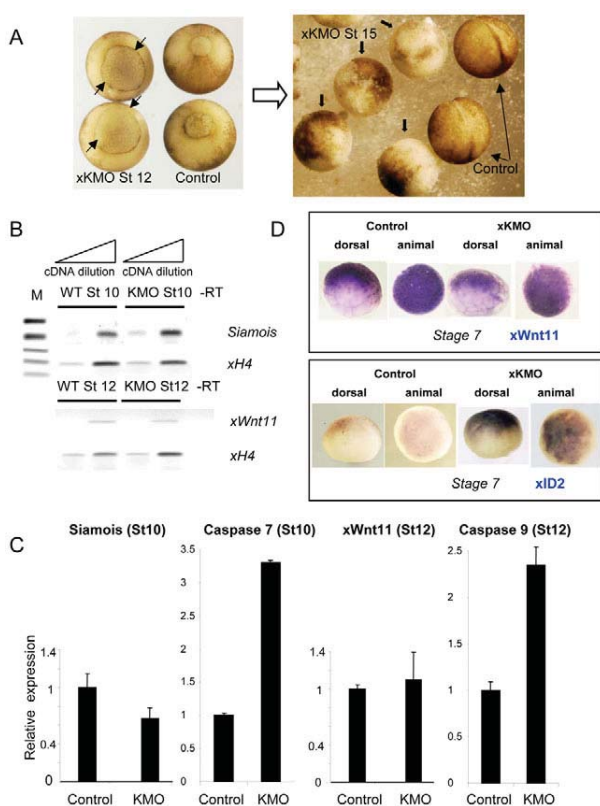 A
xKMO St 12
Control
xKMO St 15
Control
B
cDNA dilution
cDNA dilution
M
WT St 10
KMO St10
-RT
Siamois
xH4
WT St 12
KMO St12
-RT
xWnt11
xH4
D
Control
xKMO
dorsal
animal
dorsal
animal
Stage 7
xWnt11
Control
xKMO
dorsal
animal
dorsal
animal
Stage 7
xID2
C
Siamois (St10)
Caspase 7 (St10)
xWnt11 (St12)
Caspase 9 (St12)
Relative expression
1.4
1
0.4
0
Control
KMO
3.5
3
2.5
2
1.5
1
0.5
0
Control
KMO
1.4
1
0.4
0
Control
KMO
2.5
2
1.5
1
0.5
0
Control
KMO